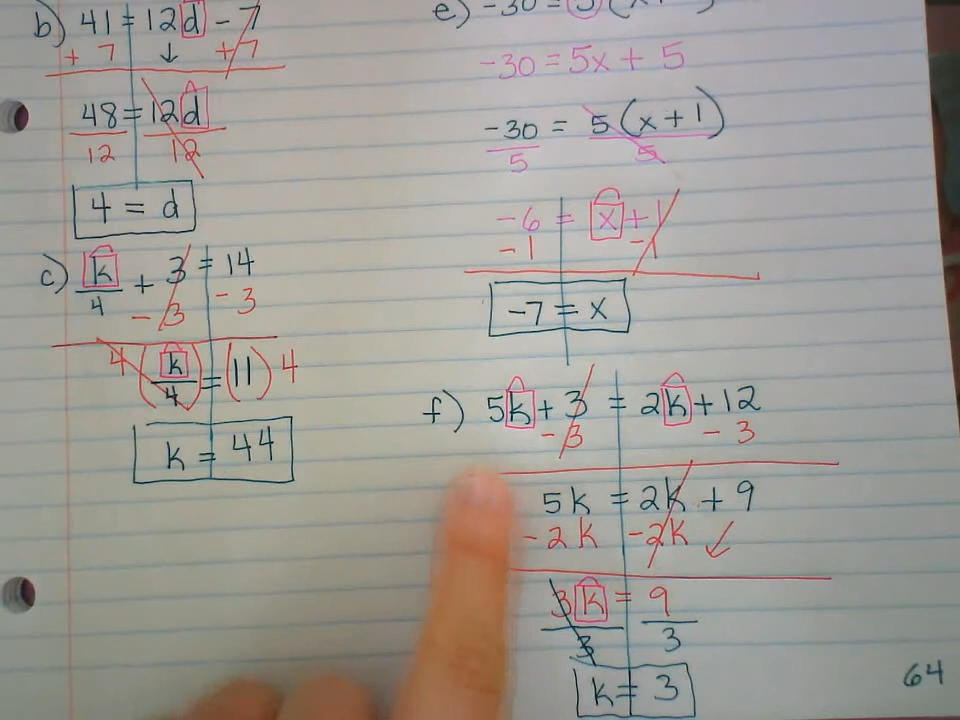 b) 41 = 12d - 7
+ 7 ↓ + 7
48 = 12d
12 12
4 = d
c) k/4 + 3 = 14
- 3 - 3
4 (k/4) = (11) 4
k = 44
e) -30 =
-30 = 5x + 5
-30 = 5 (x + 1)
5 5
-6 = x + 1
-1 -1
-7 = x
f) 5k + 3 = 2k + 12
- 3 - 3
5k = 2k + 9
- 2k - 2k ↙
3k = 9
3 3
k = 3
64